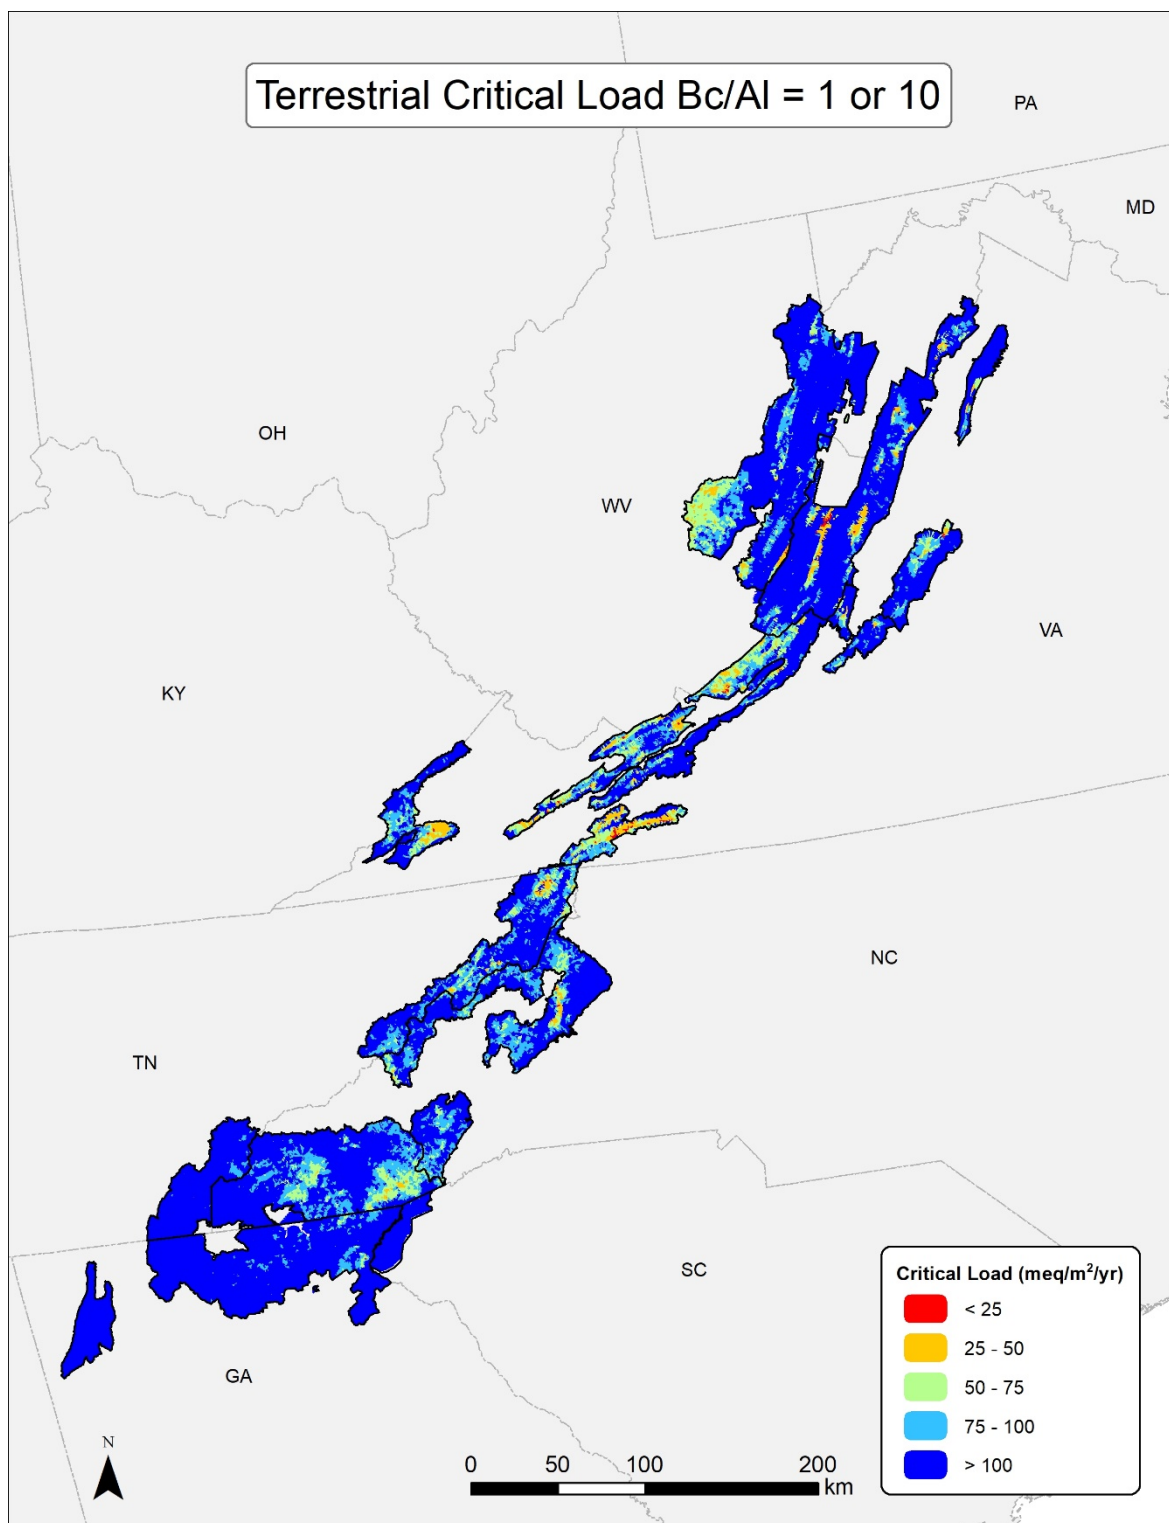 Terrestrial Critical Load Bc/Al = 1 or 10
PA
MD
OH
WV
VA
KY
NC
TN
SC
GA
Critical Load (meq/m²/yr)
< 25
25 - 50
50 - 75
75 - 100
> 100
N
0 50 100 200
km